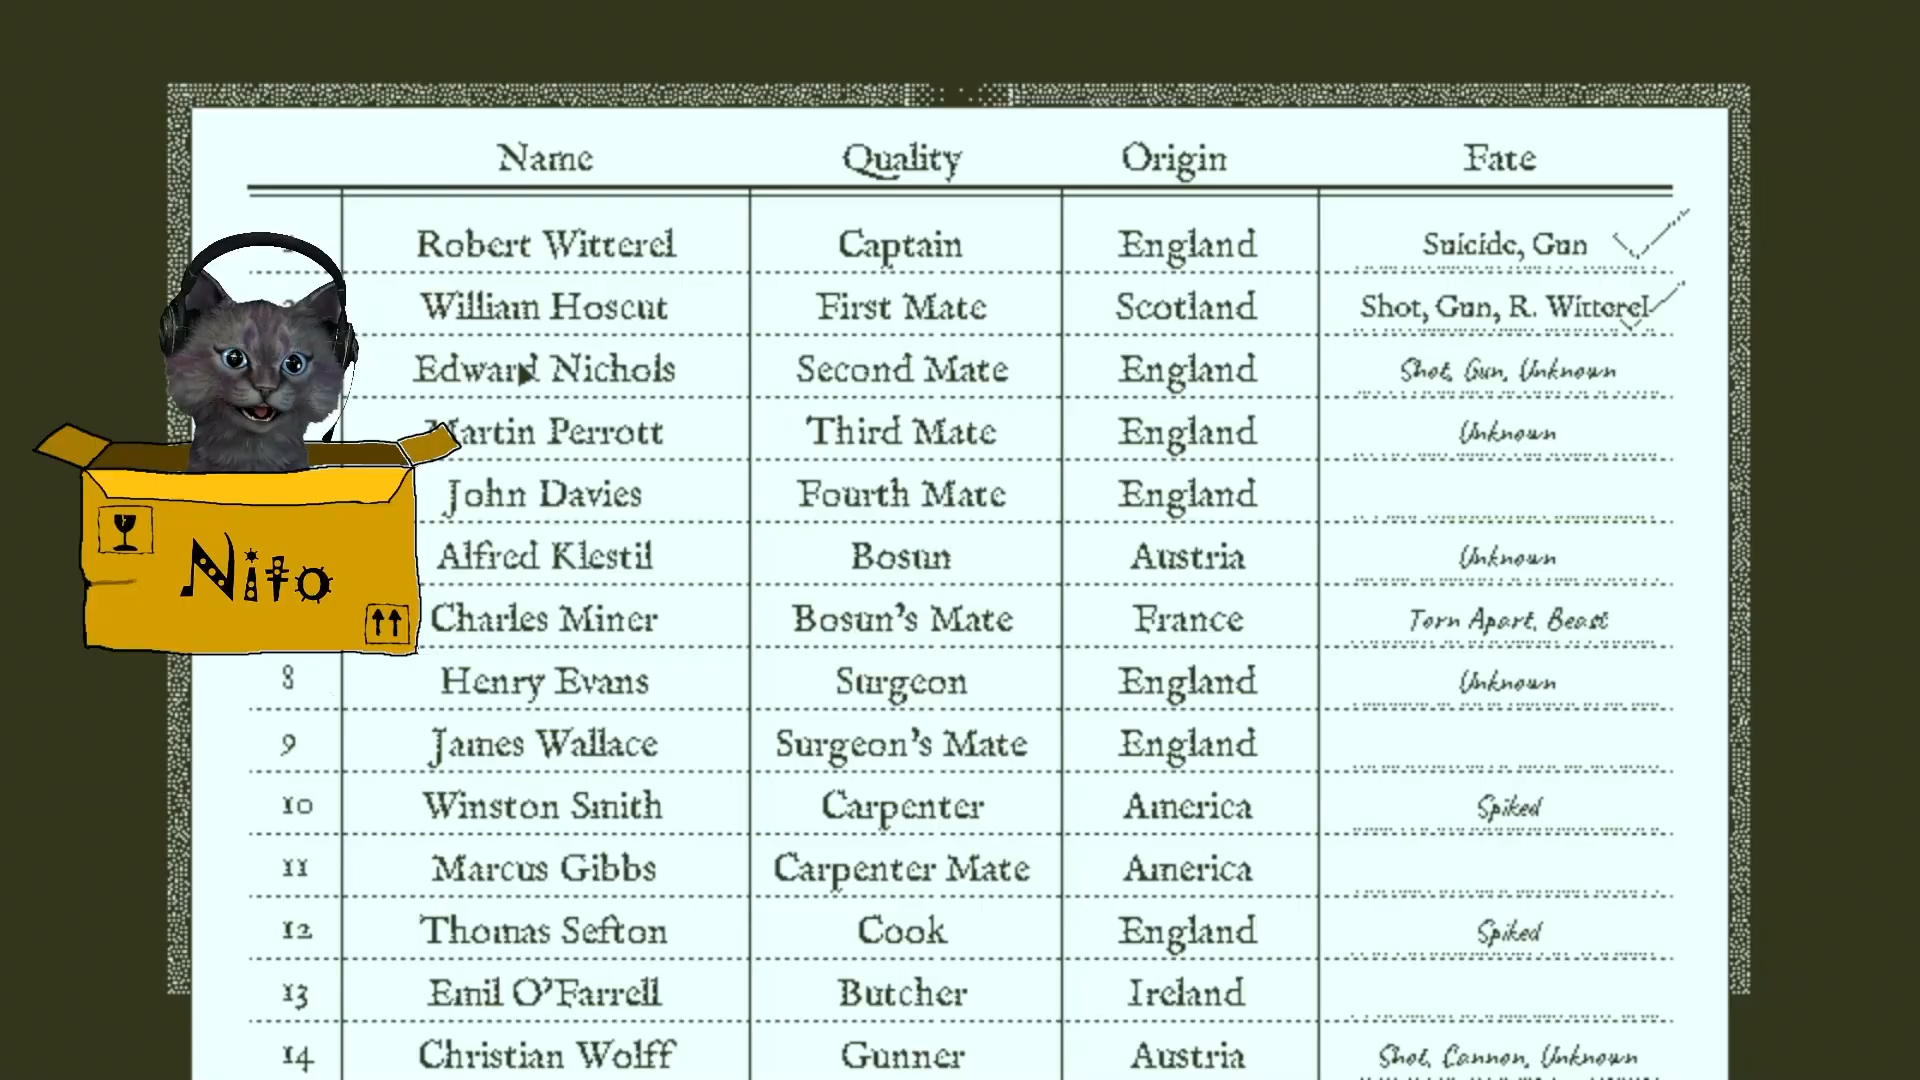 Name Quality Origin Fate
Robert Witterel Captain England Suicide, Gun
William Hoscut First Mate Scotland Shot, Gun, R. Witterel
Edward Nichols Second Mate England Shot, Gun, Unknown
Martin Perrott Third Mate England Unknown
John Davies Fourth Mate England
Alfred Klestil Bosun Austria Unknown
Charles Miner Bosun's Mate France Torn Apart, Beast
8 Henry Evans Surgeon England Unknown
9 James Wallace Surgeon's Mate England
10 Winston Smith Carpenter America Spiked
11 Marcus Gibbs Carpenter Mate America
12 Thomas Sefton Cook England Spiked
13 Emil O'Farrell Butcher Ireland
14 Christian Wolff Gunner Austria Shot, Cannon, Unknown
Nito